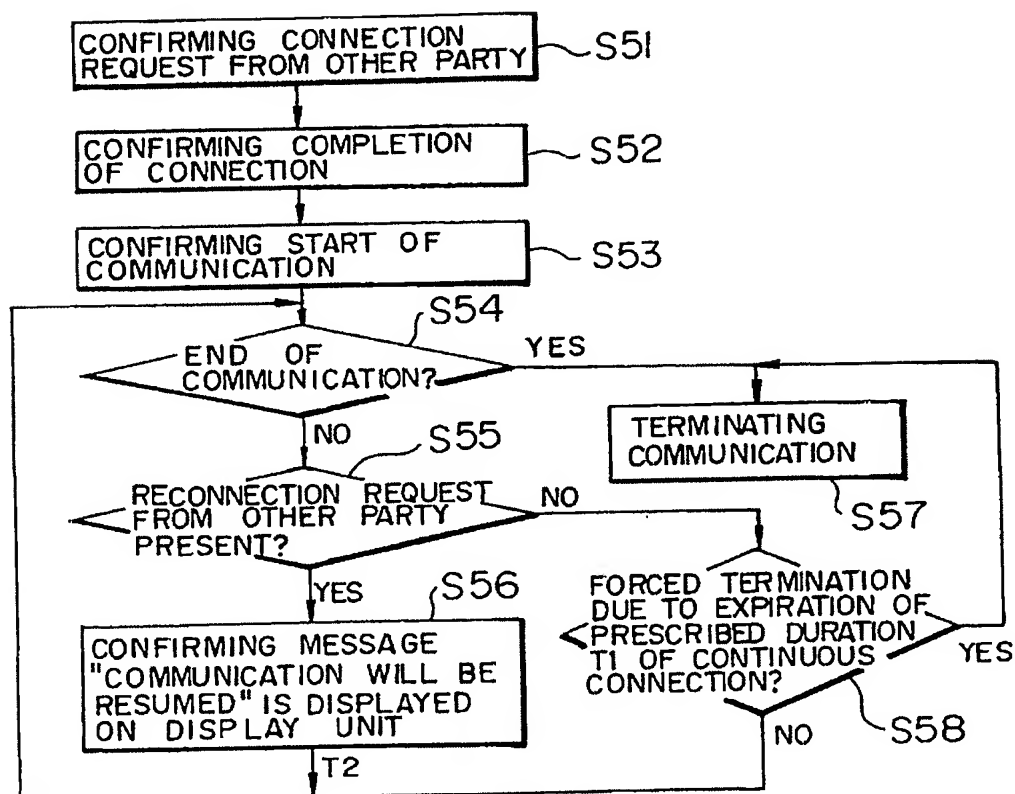 CONFIRMING CONNECTION
REQUEST FROM OTHER PARTY
S51
CONFIRMING COMPLETION
OF CONNECTION
S52
CONFIRMING START OF
COMMUNICATION
S53
S54
END OF
COMMUNICATION?
YES
NO
TERMINATING
COMMUNICATION
S57
S55
RECONNECTION REQUEST
FROM OTHER PARTY
PRESENT?
NO
YES
S56
CONFIRMING MESSAGE
"COMMUNICATION WILL BE
RESUMED" IS DISPLAYED
ON DISPLAY UNIT
T2
FORCED TERMINATION
DUE TO EXPIRATION OF
PRESCRIBED DURATION
T1 OF CONTINUOUS
CONNECTION?
YES
NO
S58